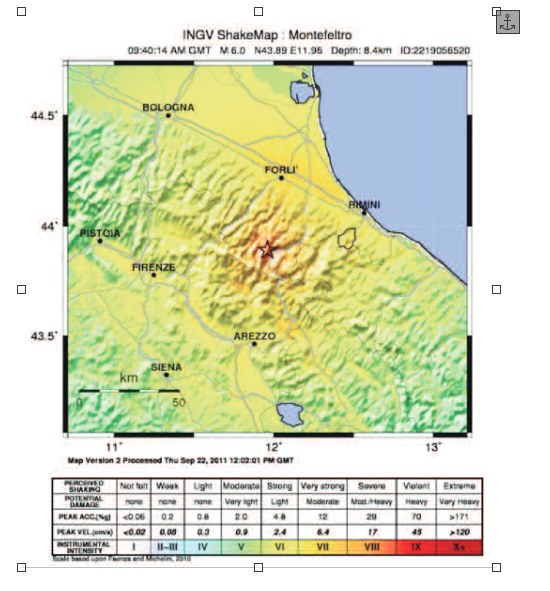 INGV ShakeMap : Montefeltro
09:40:14 AM GMT M 6.0 N43.89 E11.96 Depth: 8.4km ID:2219056520
44.5°
44°
43.5°
BOLOGNA
FORLI'
RIMINI
PISTOIA
FIRENZE
AREZZO
SIENA
km
0 50
11° 12° 13°
Map Version 2 Processed Thu Sep 22, 2011 12:02:01 PM GMT
PERCEIVED SHAKING Not felt Weak Light Moderate Strong Very strong Severe Violent Extreme
POTENTIAL DAMAGE none none none Very light Light Moderate Mod./Heavy Heavy Very Heavy
PEAK ACC.(%g) <0.06 0.2 0.8 2.0 4.8 12 29 70 >171
PEAK VEL.(cm/s) <0.02 0.08 0.3 0.9 2.4 6.4 17 45 >120
INSTRUMENTAL INTENSITY I II-III IV V VI VII VIII IX X+
Scale based upon Faenza and Michelini, 2010